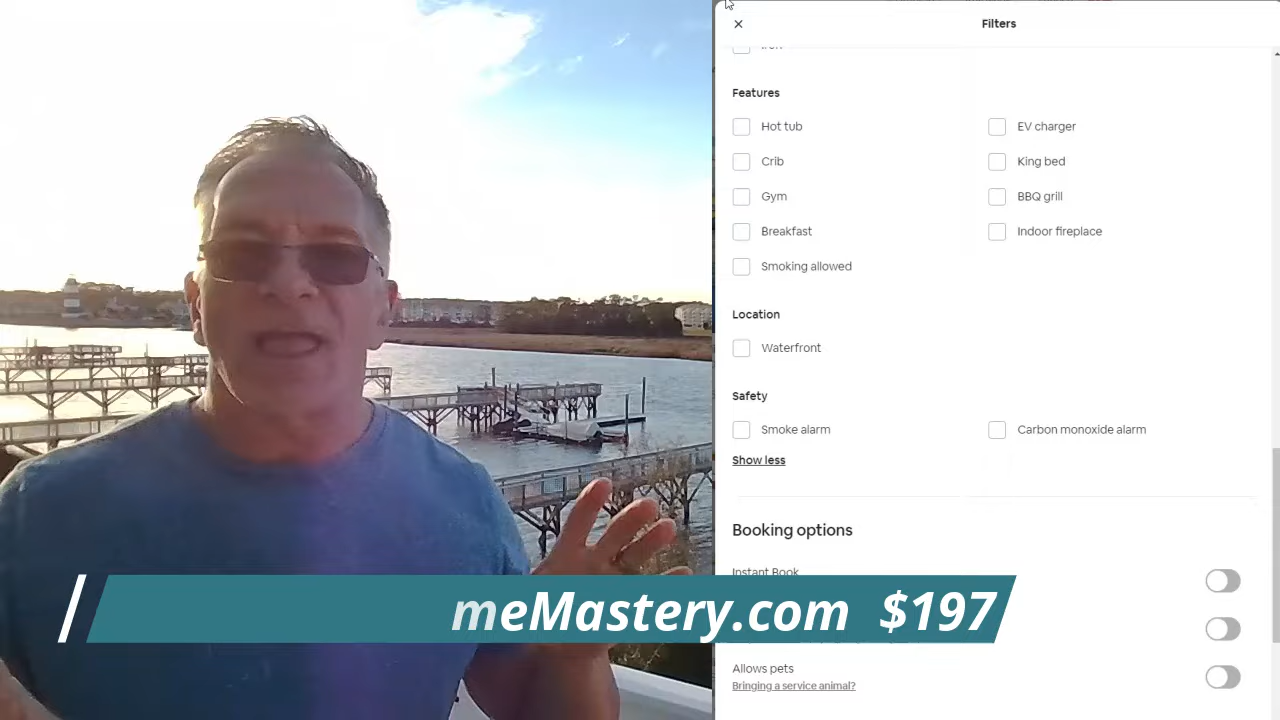 Filters
Features
Hot tub
EV charger
Crib
King bed
Gym
BBQ grill
Breakfast
Indoor fireplace
Smoking allowed
Location
Waterfront
Safety
Smoke alarm
Carbon monoxide alarm
Show less
Booking options
Instant Book
meMastery.com $197
Allows pets
Bringing a service animal?